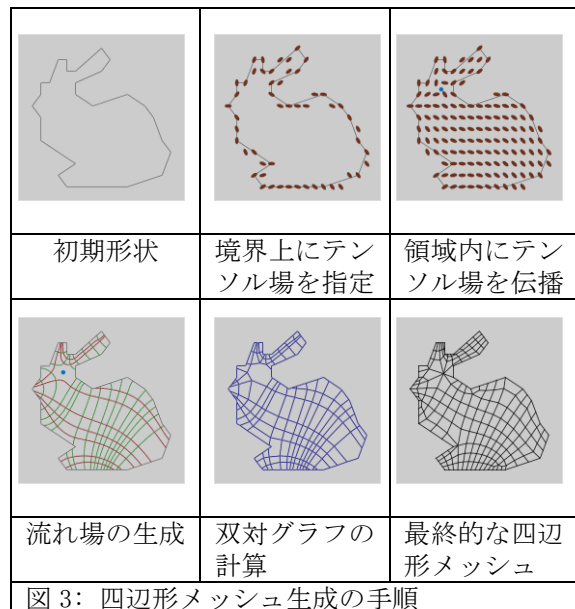 初期形状
境界上にテン
ソル場を指定
領域内にテン
ソル場を伝播
流れ場の生成
双対グラフの
計算
最終的な四辺
形メッシュ
図 3: 四辺形メッシュ生成の手順